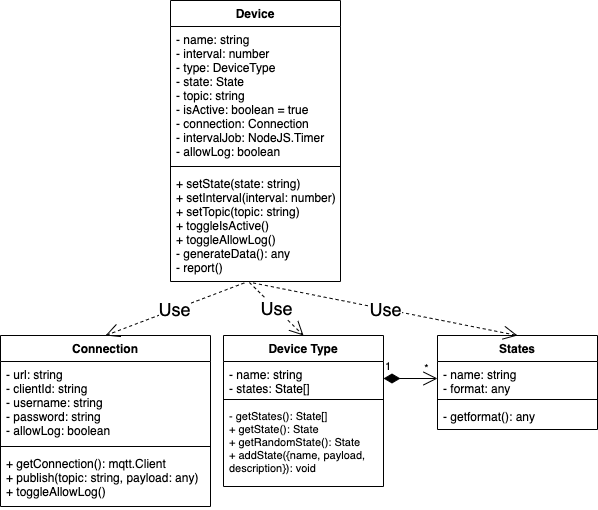 Device
- name: string
- interval: number
- type: DeviceType
- state: State
- topic: string
- isActive: boolean = true
- connection: Connection
- intervalJob: NodeJS.Timer
- allowLog: boolean
+ setState(state: string)
+ setInterval(interval: number)
+ setTopic(topic: string)
+ toggleIsActive()
+ toggleAllowLog()
- generateData(): any
- report()
Use
Use
Use
Connection
- url: string
- clientId: string
- username: string
- password: string
- allowLog: boolean
+ getConnection(): mqtt.Client
+ publish(topic: string, payload: any)
+ toggleAllowLog()
Device Type
- name: string
- states: State[]
- getStates(): State[]
+ getState(): State
+ getRandomState(): State
+ addState({name, payload,
description}): void
1
*
States
- name: string
- format: any
- getformat(): any